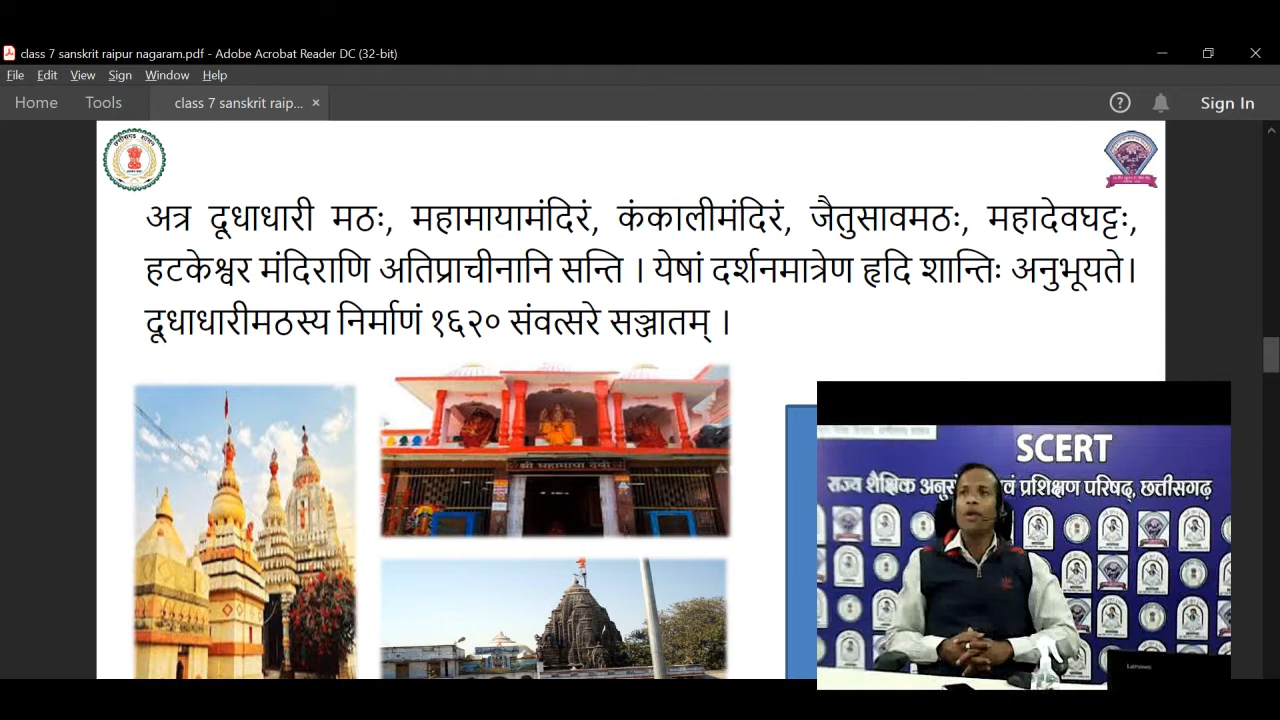 class 7 sanskrit raipur nagaram.pdf - Adobe Acrobat Reader DC (32-bit)
File Edit View Sign Window Help
Home Tools class 7 sanskrit raip... × Sign In
अत्र दूधाधारी मठः, महामायामंदिरं, कंकालीमंदिरं, जैतुसावमठः, महादेवघट्टः,
हटकेश्वर मंदिराणि अतिप्राचीनानि सन्ति । येषां दर्शनमात्रेण हृदि शान्तिः अनुभूयते।
दूधाधारीमठस्य निर्माणं १६२० संवत्सरे सञ्जातम् ।
श्री महामाया देवी
SCERT
राज्य शैक्षिक अनु वं प्रशिक्षण परिषद, छत्तीसगढ़
Lenovo